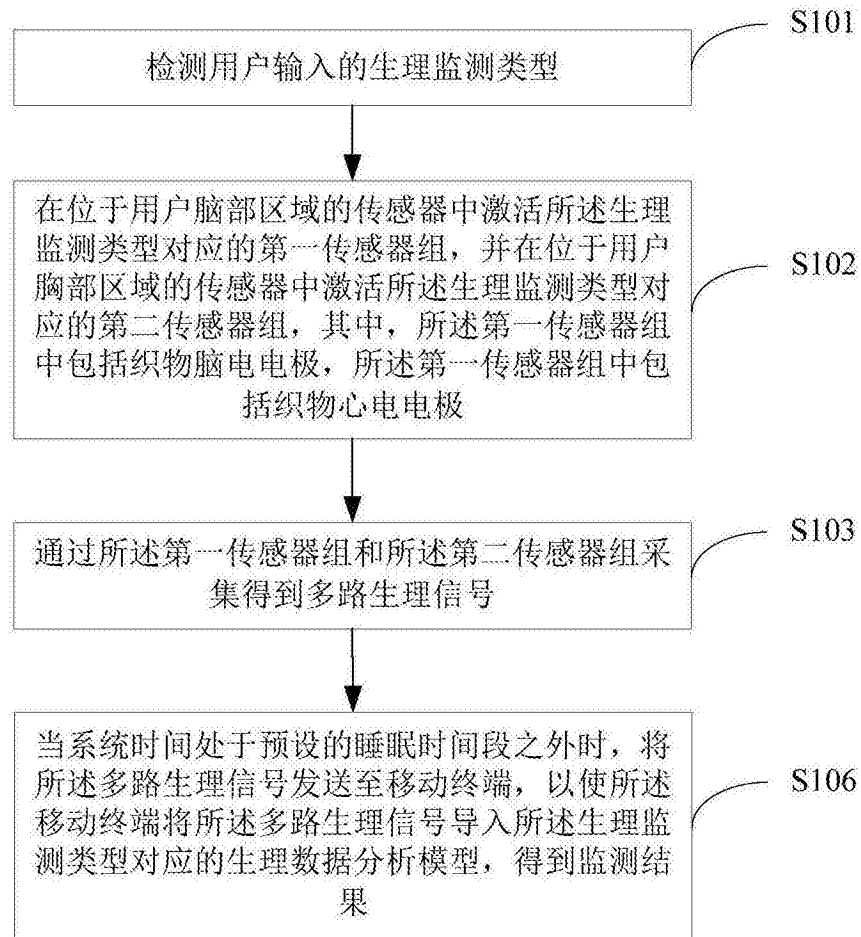 S101
检测用户输入的生理监测类型
在位于用户脑部区域的传感器中激活所述生理
监测类型对应的第一传感器组，并在位于用户
胸部区域的传感器中激活所述生理监测类型对
应的第二传感器组，其中，所述第一传感器组
中包括织物脑电电极，所述第一传感器组中包
括织物心电电极
S102
通过所述第一传感器组和所述第二传感器组采
集得到多路生理信号
S103
当系统时间处于预设的睡眠时间段之外时，将
所述多路生理信号发送至移动终端，以使所述
移动终端将所述多路生理信号导入所述生理监
测类型对应的生理数据分析模型，得到监测结
果
S106